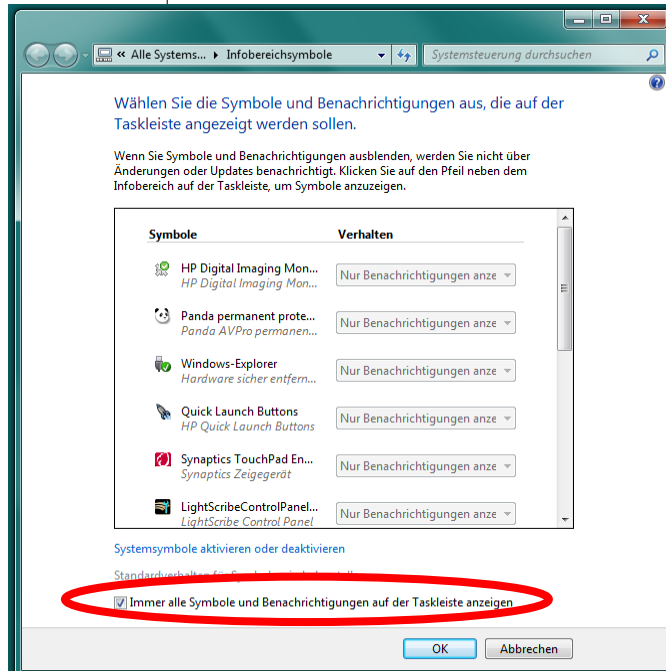 « Alle Systems... ▸ Infobereichsymbole
Systemsteuerung durchsuchen
Wählen Sie die Symbole und Benachrichtigungen aus, die auf der
Taskleiste angezeigt werden sollen.
Wenn Sie Symbole und Benachrichtigungen ausblenden, werden Sie nicht über
Änderungen oder Updates benachrichtigt. Klicken Sie auf den Pfeil neben dem
Infobereich auf der Taskleiste, um Symbole anzuzeigen.
Symbole Verhalten
HP Digital Imaging Mon...
HP Digital Imaging Mon...
Nur Benachrichtigungen anze
Panda permanent prote...
Panda AVPro permanen...
Nur Benachrichtigungen anze
Windows-Explorer
Hardware sicher entfern...
Nur Benachrichtigungen anze
Quick Launch Buttons
HP Quick Launch Buttons
Nur Benachrichtigungen anze
Synaptics TouchPad En...
Synaptics Zeigegerät
Nur Benachrichtigungen anze
LightScribeControlPanel...
LightScribe Control Panel
Nur Benachrichtigungen anze
Systemsymbole aktivieren oder deaktivieren
Standardverhalten für
Immer alle Symbole und Benachrichtigungen auf der Taskleiste anzeigen
OK Abbrechen